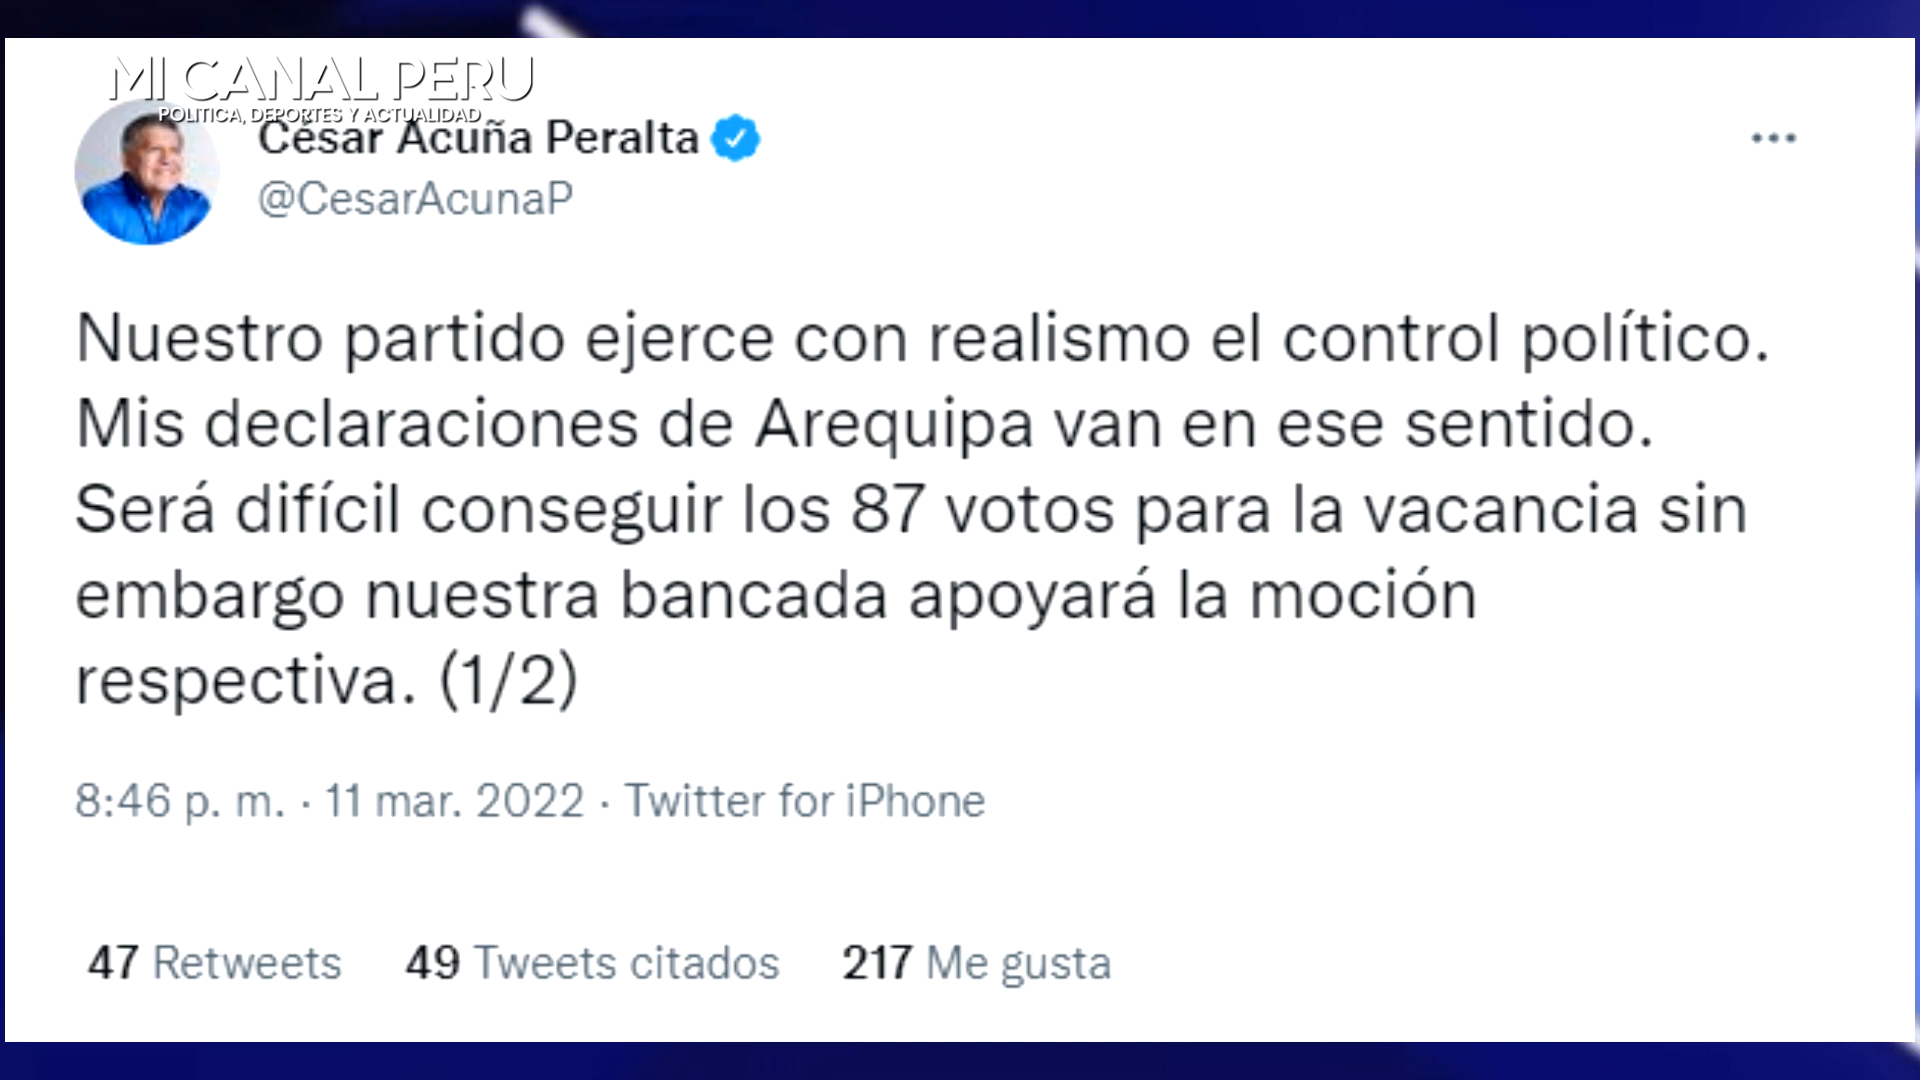 MI CANAL PERU
POLITICA, DEPORTES Y ACTUALIDAD
César Acuña Peralta
@CesarAcunaP
Nuestro partido ejerce con realismo el control político.
Mis declaraciones de Arequipa van en ese sentido.
Será difícil conseguir los 87 votos para la vacancia sin
embargo nuestra bancada apoyará la moción
respectiva. (1/2)
8:46 p. m. · 11 mar. 2022 · Twitter for iPhone
47 Retweets 49 Tweets citados 217 Me gusta